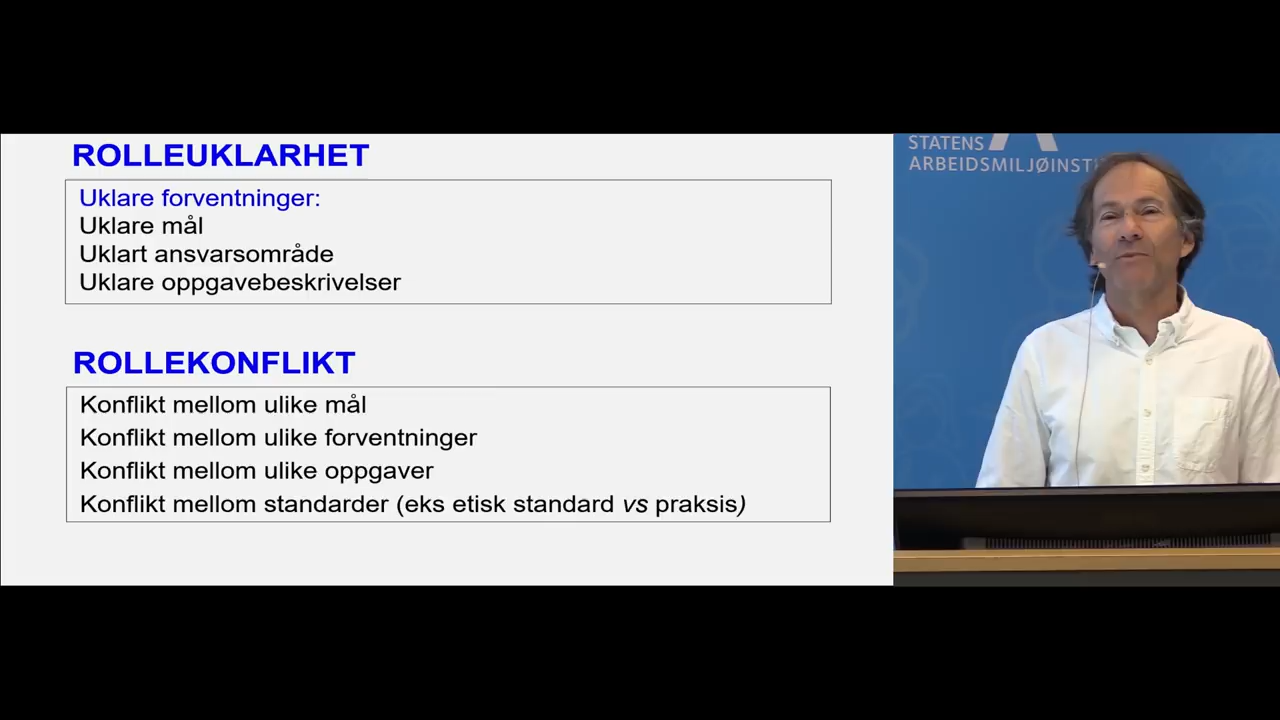 ROLLEUKLARHET
Uklare forventninger:
Uklare mål
Uklart ansvarsområde
Uklare oppgavebeskrivelser
ROLLEKONFLIKT
Konflikt mellom ulike mål
Konflikt mellom ulike forventninger
Konflikt mellom ulike oppgaver
Konflikt mellom standarder (eks etisk standard vs praksis)
STATENS
ARBEIDSMILJØINST